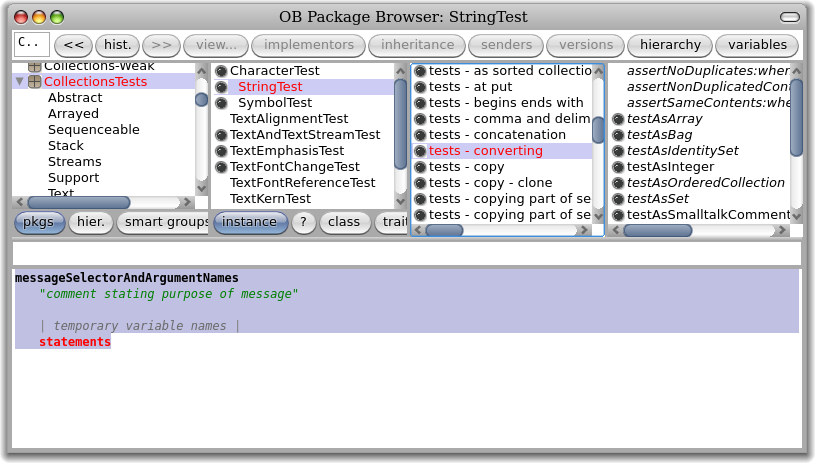 OB Package Browser: StringTest
C..
<<
hist.
>>
view...
implementors
inheritance
senders
versions
hierarchy
variables
Collections-Weak
CollectionsTests
Abstract
Arrayed
Sequenceable
Stack
Streams
Support
Text
pkgs
hier.
smart groups
CharacterTest
StringTest
SymbolTest
TextAlignmentTest
TextAndTextStreamTest
TextEmphasisTest
TextFontChangeTest
TextFontReferenceTest
TextKernTest
instance
?
class
trai
tests - as sorted collectio
tests - at put
tests - begins ends with
tests - comma and delim
tests - concatenation
tests - converting
tests - copy
tests - copy - clone
tests - copying part of se
tests - copying part of se
assertNoDuplicates:wher
assertNonDuplicatedCont
assertSameContents:whe
testAsArray
testAsBag
testAsIdentitySet
testAsInteger
testAsOrderedCollection
testAsSet
testAsSmalltalkComment
messageSelectorAndArgumentNames
"comment stating purpose of message"
| temporary variable names |
statements